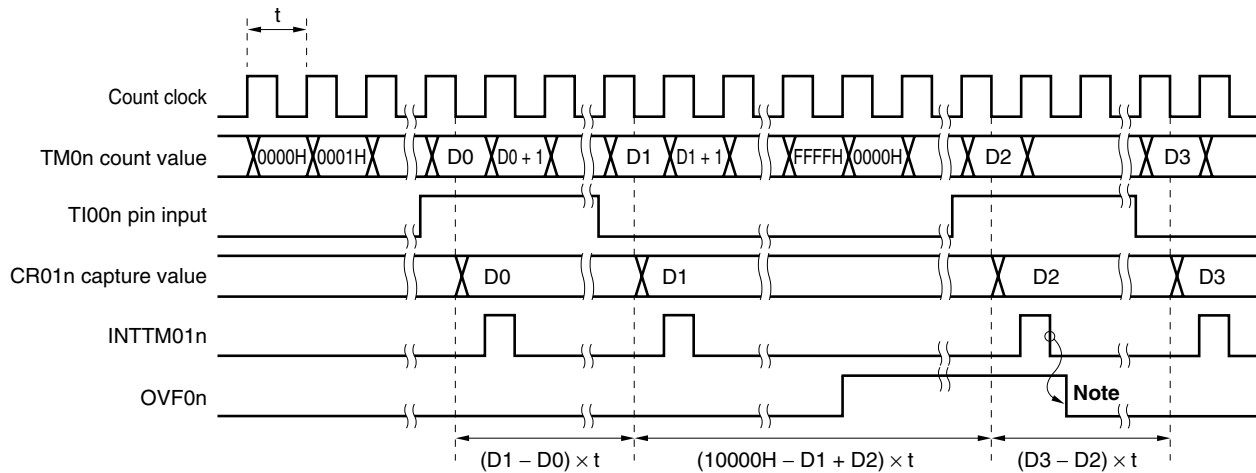 t
Count clock
TM0n count value 0000H 0001H D0 D0 + 1 D1 D1 + 1 FFFFH 0000H D2 D3
TI00n pin input
CR01n capture value D0 D1 D2 D3
INTTM01n
OVF0n Note
(D1 − D0) × t (10000H − D1 + D2) × t (D3 − D2) × t